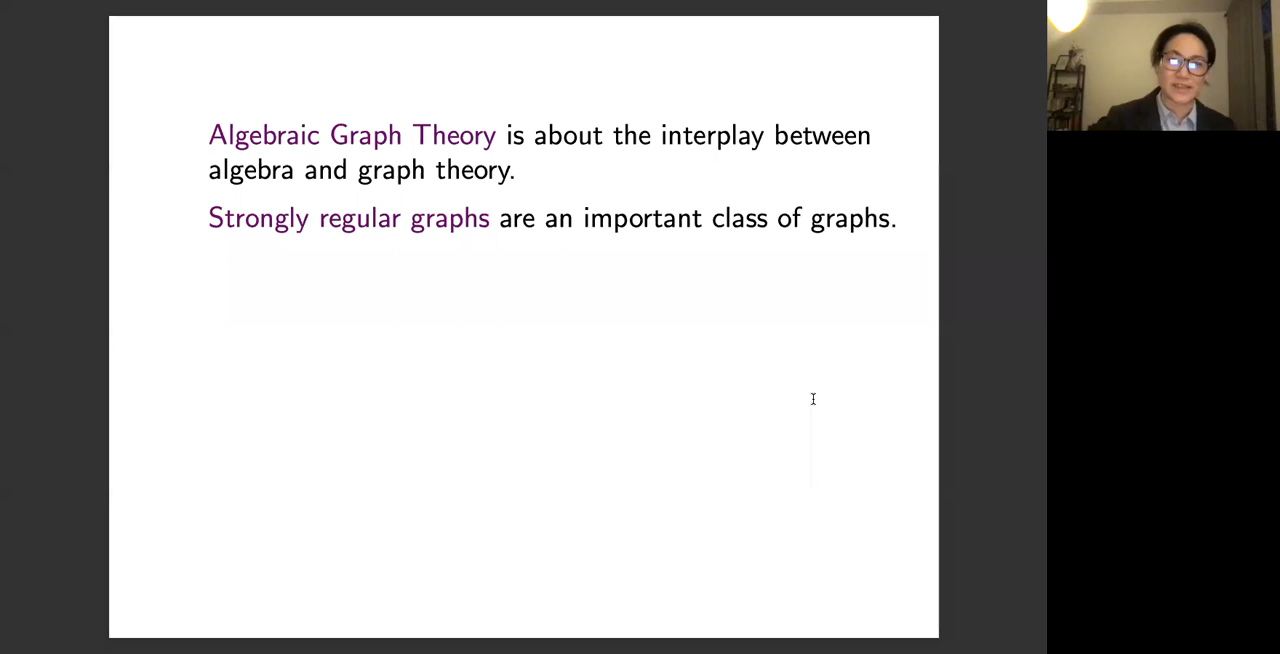 Algebraic Graph Theory is about the interplay between
algebra and graph theory.
Strongly regular graphs are an important class of graphs.